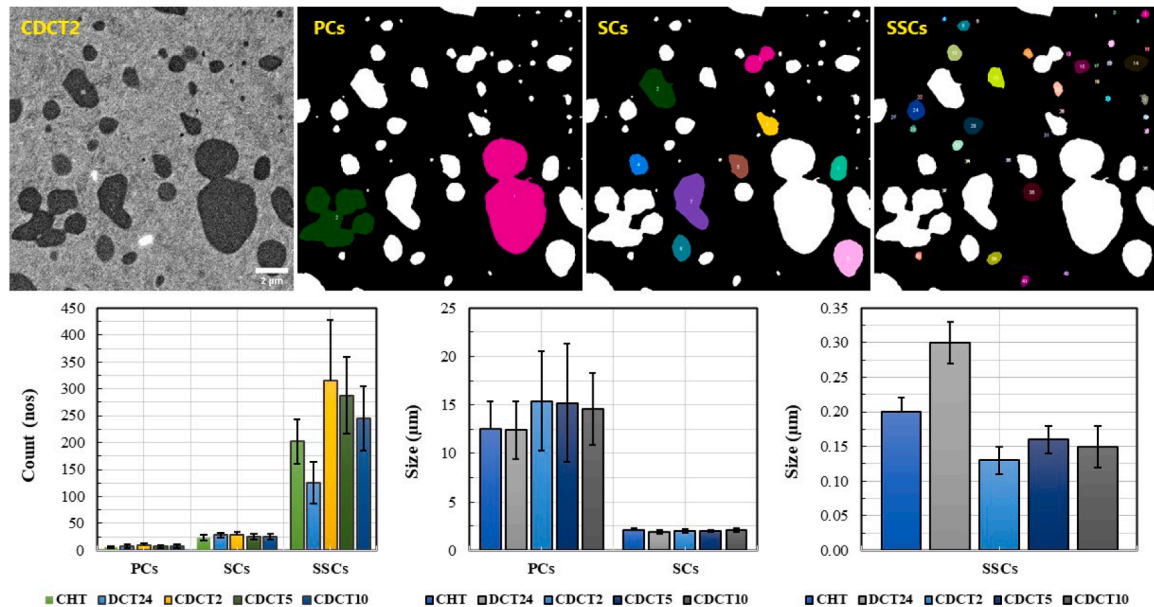 CDCT2
PCs
SCs
SSCs
2 µm
450
400
350
300
250
200
150
100
50
0
Count (nos)
PCs SCs SSCs
CHT DCT24 CDCT2 CDCT5 CDCT10
25
20
15
10
5
0
Size (µm)
PCs SCs
CHT DCT24 CDCT2 CDCT5 CDCT10
0.35
0.30
0.25
0.20
0.15
0.10
0.05
0.00
Size (µm)
SSCs
CHT DCT24 CDCT2 CDCT5 CDCT10